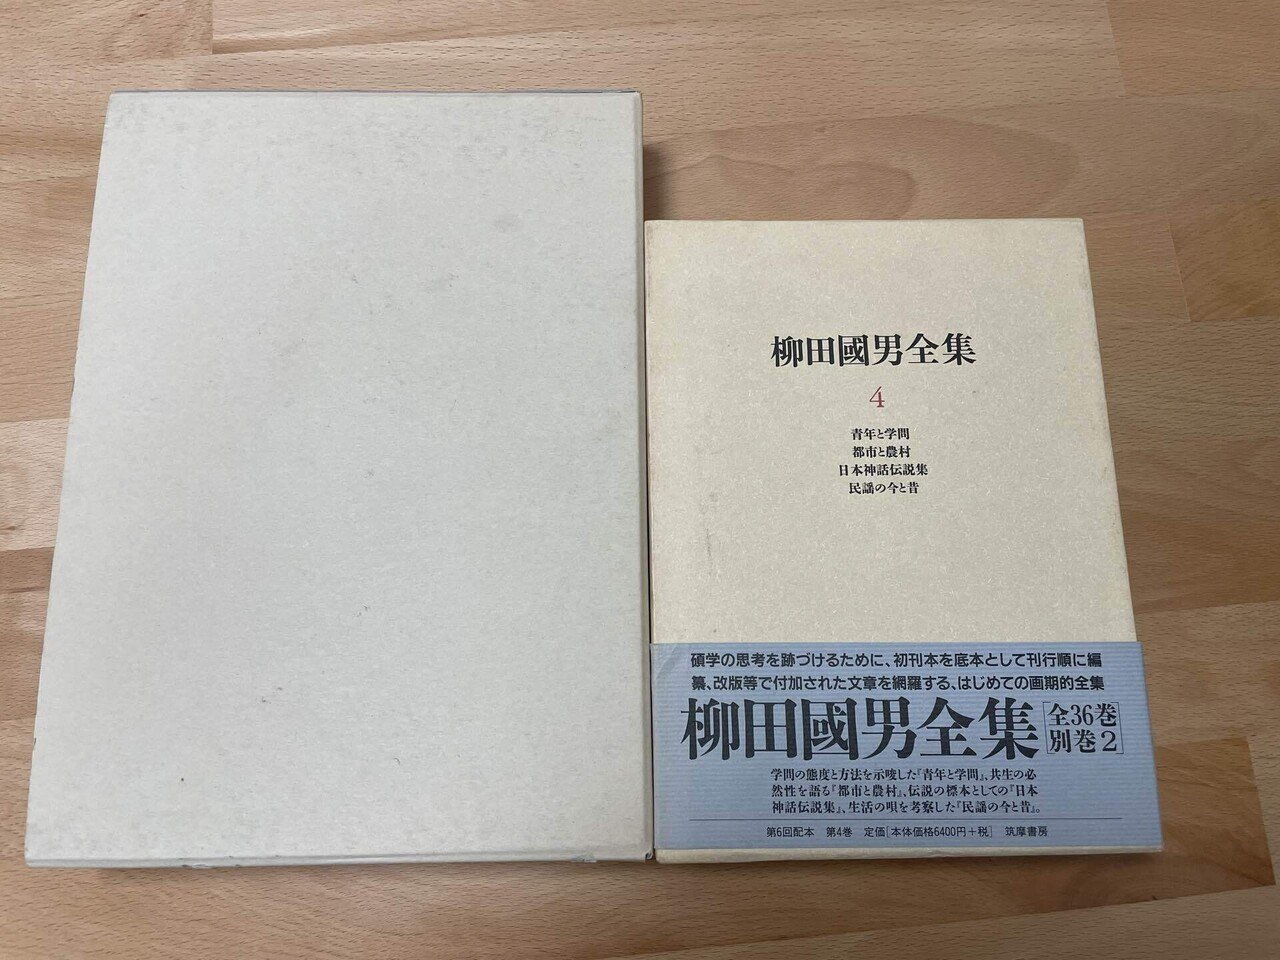 柳田國男全集
4
青年と学問
都市と農村
日本神話伝説集
民謡の今と昔
碩学の思考を跡づけるために、初刊本を底本として刊行順に編
纂、改版等で付加された文章を網羅する、はじめての画期的全集
柳田國男全集[全36巻 別巻2]
学問の態度と方法を示唆した『青年と学問』、共生の必
然性を語る『都市と農村』、伝説の標本としての『日本
神話伝説集』、生活の唄を考察した『民謡の今と昔』。
第6回配本 第4巻 定価[本体価格6400円+税] 筑摩書房